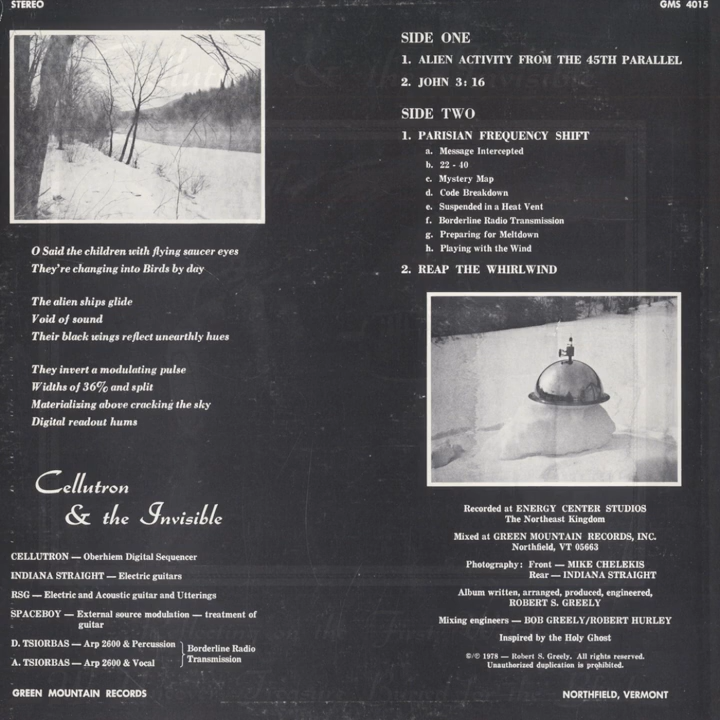 STEREO
GMS 4015
SIDE ONE
1. ALIEN ACTIVITY FROM THE 45TH PARALLEL
2. JOHN 3:16
SIDE TWO
1. PARISIAN FREQUENCY SHIFT
a. Message Intercepted
b. 22 - 40
c. Mystery Map
d. Code Breakdown
e. Suspended in a Heat Vent
f. Borderline Radio Transmission
g. Preparing for Meltdown
h. Playing with the Wind
2. REAP THE WHIRLWIND
O Said the children with flying saucer eyes
They're changing into Birds by day
The alien ships glide
Void of sound
Their black wings reflect unearthly hues
They invert a modulating pulse
Widths of 36% and split
Materializing above cracking the sky
Digital readout hums
Cellutron
& the Invisible
CELLUTRON — Oberhiem Digital Sequencer
INDIANA STRAIGHT — Electric guitars
RSG — Electric and Acoustic guitar and Utterings
SPACEBOY — External source modulation — treatment of
guitar
D. TSIORBAS — Arp 2600 & Percussion
A. TSIORBAS — Arp 2600 & Vocal
Borderline Radio
Transmission
Recorded at ENERGY CENTER STUDIOS
The Northeast Kingdom
Mixed at GREEN MOUNTAIN RECORDS, INC.
Northfield, VT 05663
Photography: Front — MIKE CHELEKIS
Rear — INDIANA STRAIGHT
Album written, arranged, produced, engineered,
ROBERT S. GREELY
Mixing engineers — BOB GREELY/ROBERT HURLEY
Inspired by the Holy Ghost
©/℗ 1978 — Robert S. Greely. All rights reserved.
Unauthorized duplication is prohibited.
GREEN MOUNTAIN RECORDS
NORTHFIELD, VERMONT